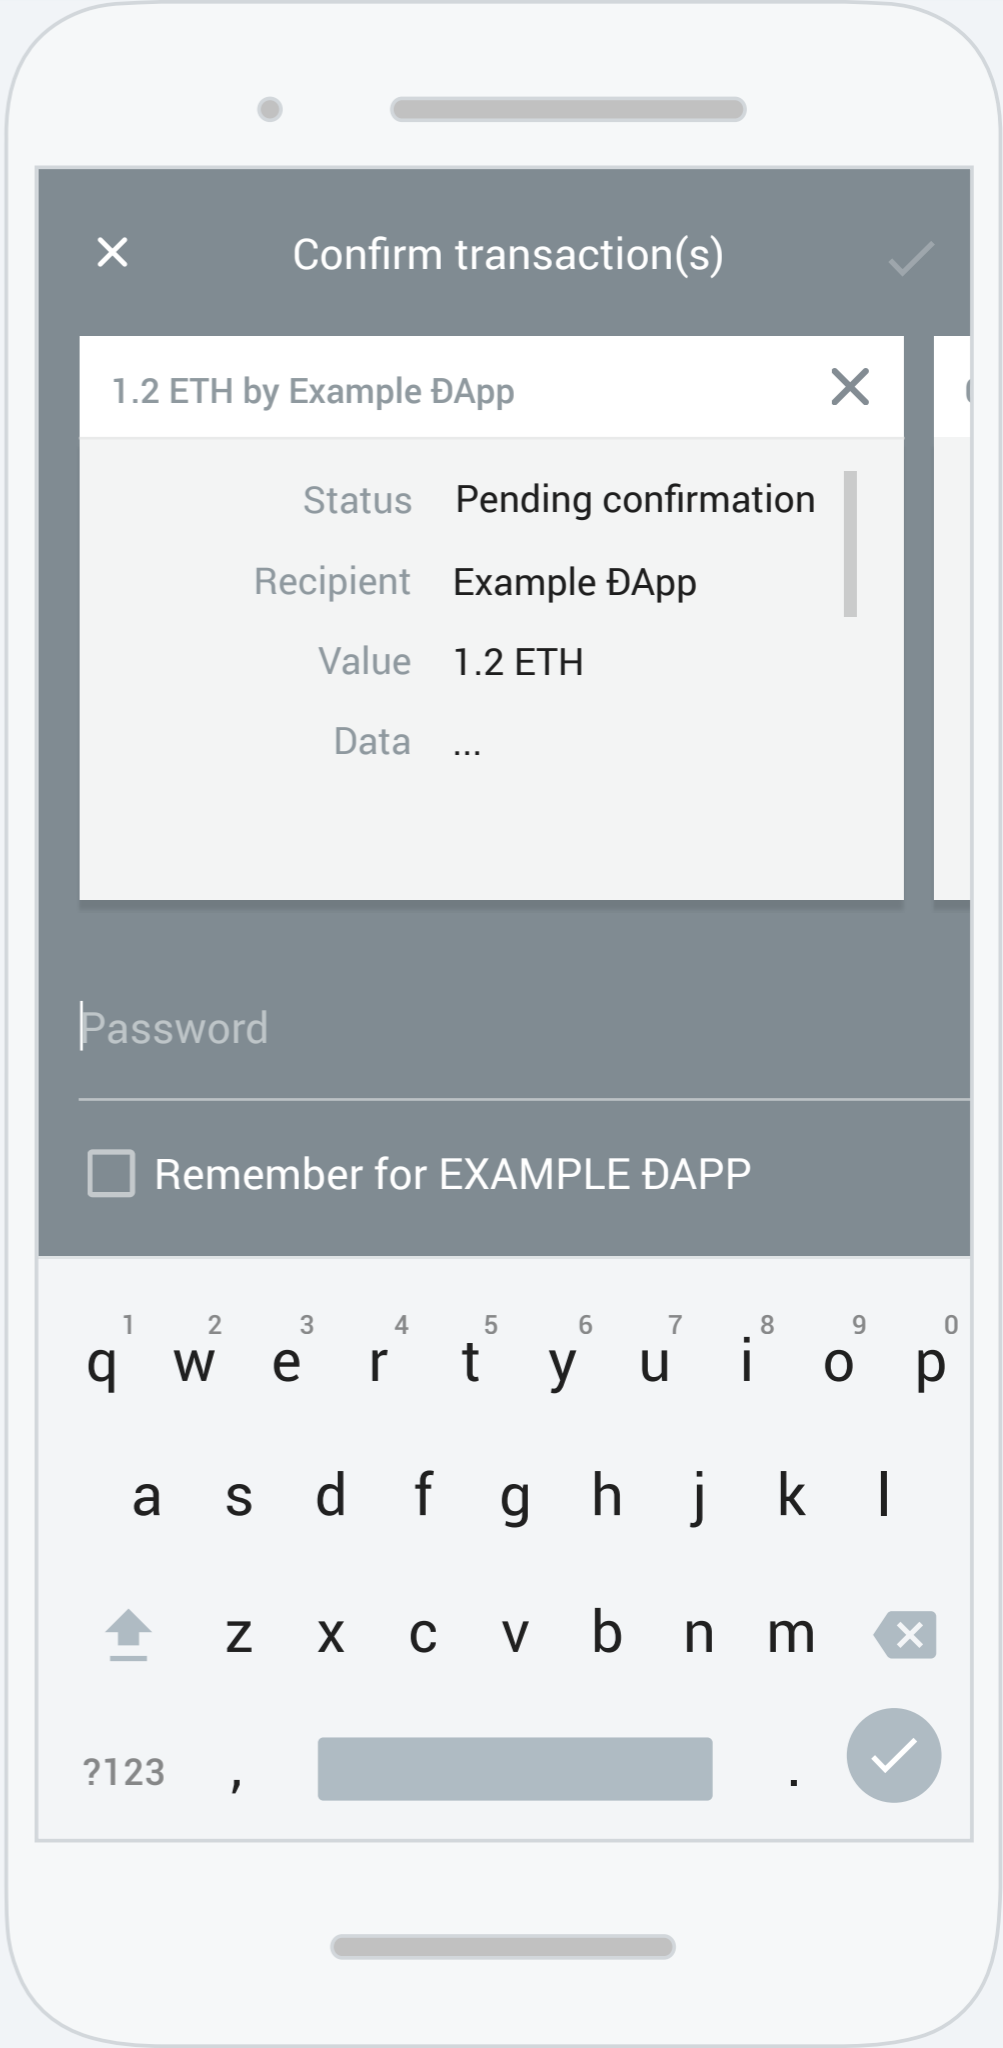 Confirm transaction(s)
1.2 ETH by Example ĐApp
Status Pending confirmation
Recipient Example ĐApp
Value 1.2 ETH
Data ...
Password
Remember for EXAMPLE ĐAPP
1 2 3 4 5 6 7 8 9 0
q w e r t y u i o p
a s d f g h j k l
z x c v b n m
?123 , .